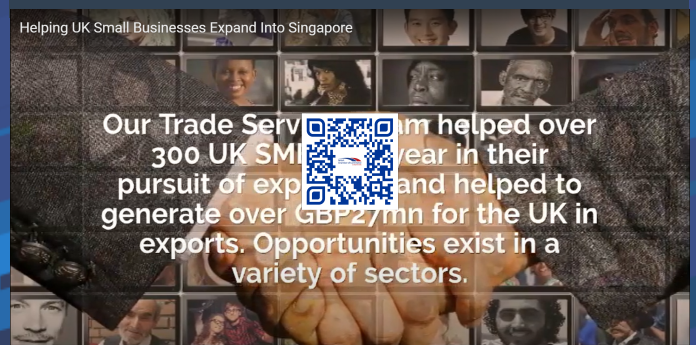 Helping UK Small Businesses Expand Into Singapore
Our Trade helped over
300 UK year in their
pursuit of and helped to
generate over for the UK in
exports. Opportunities exist in a
variety of sectors.